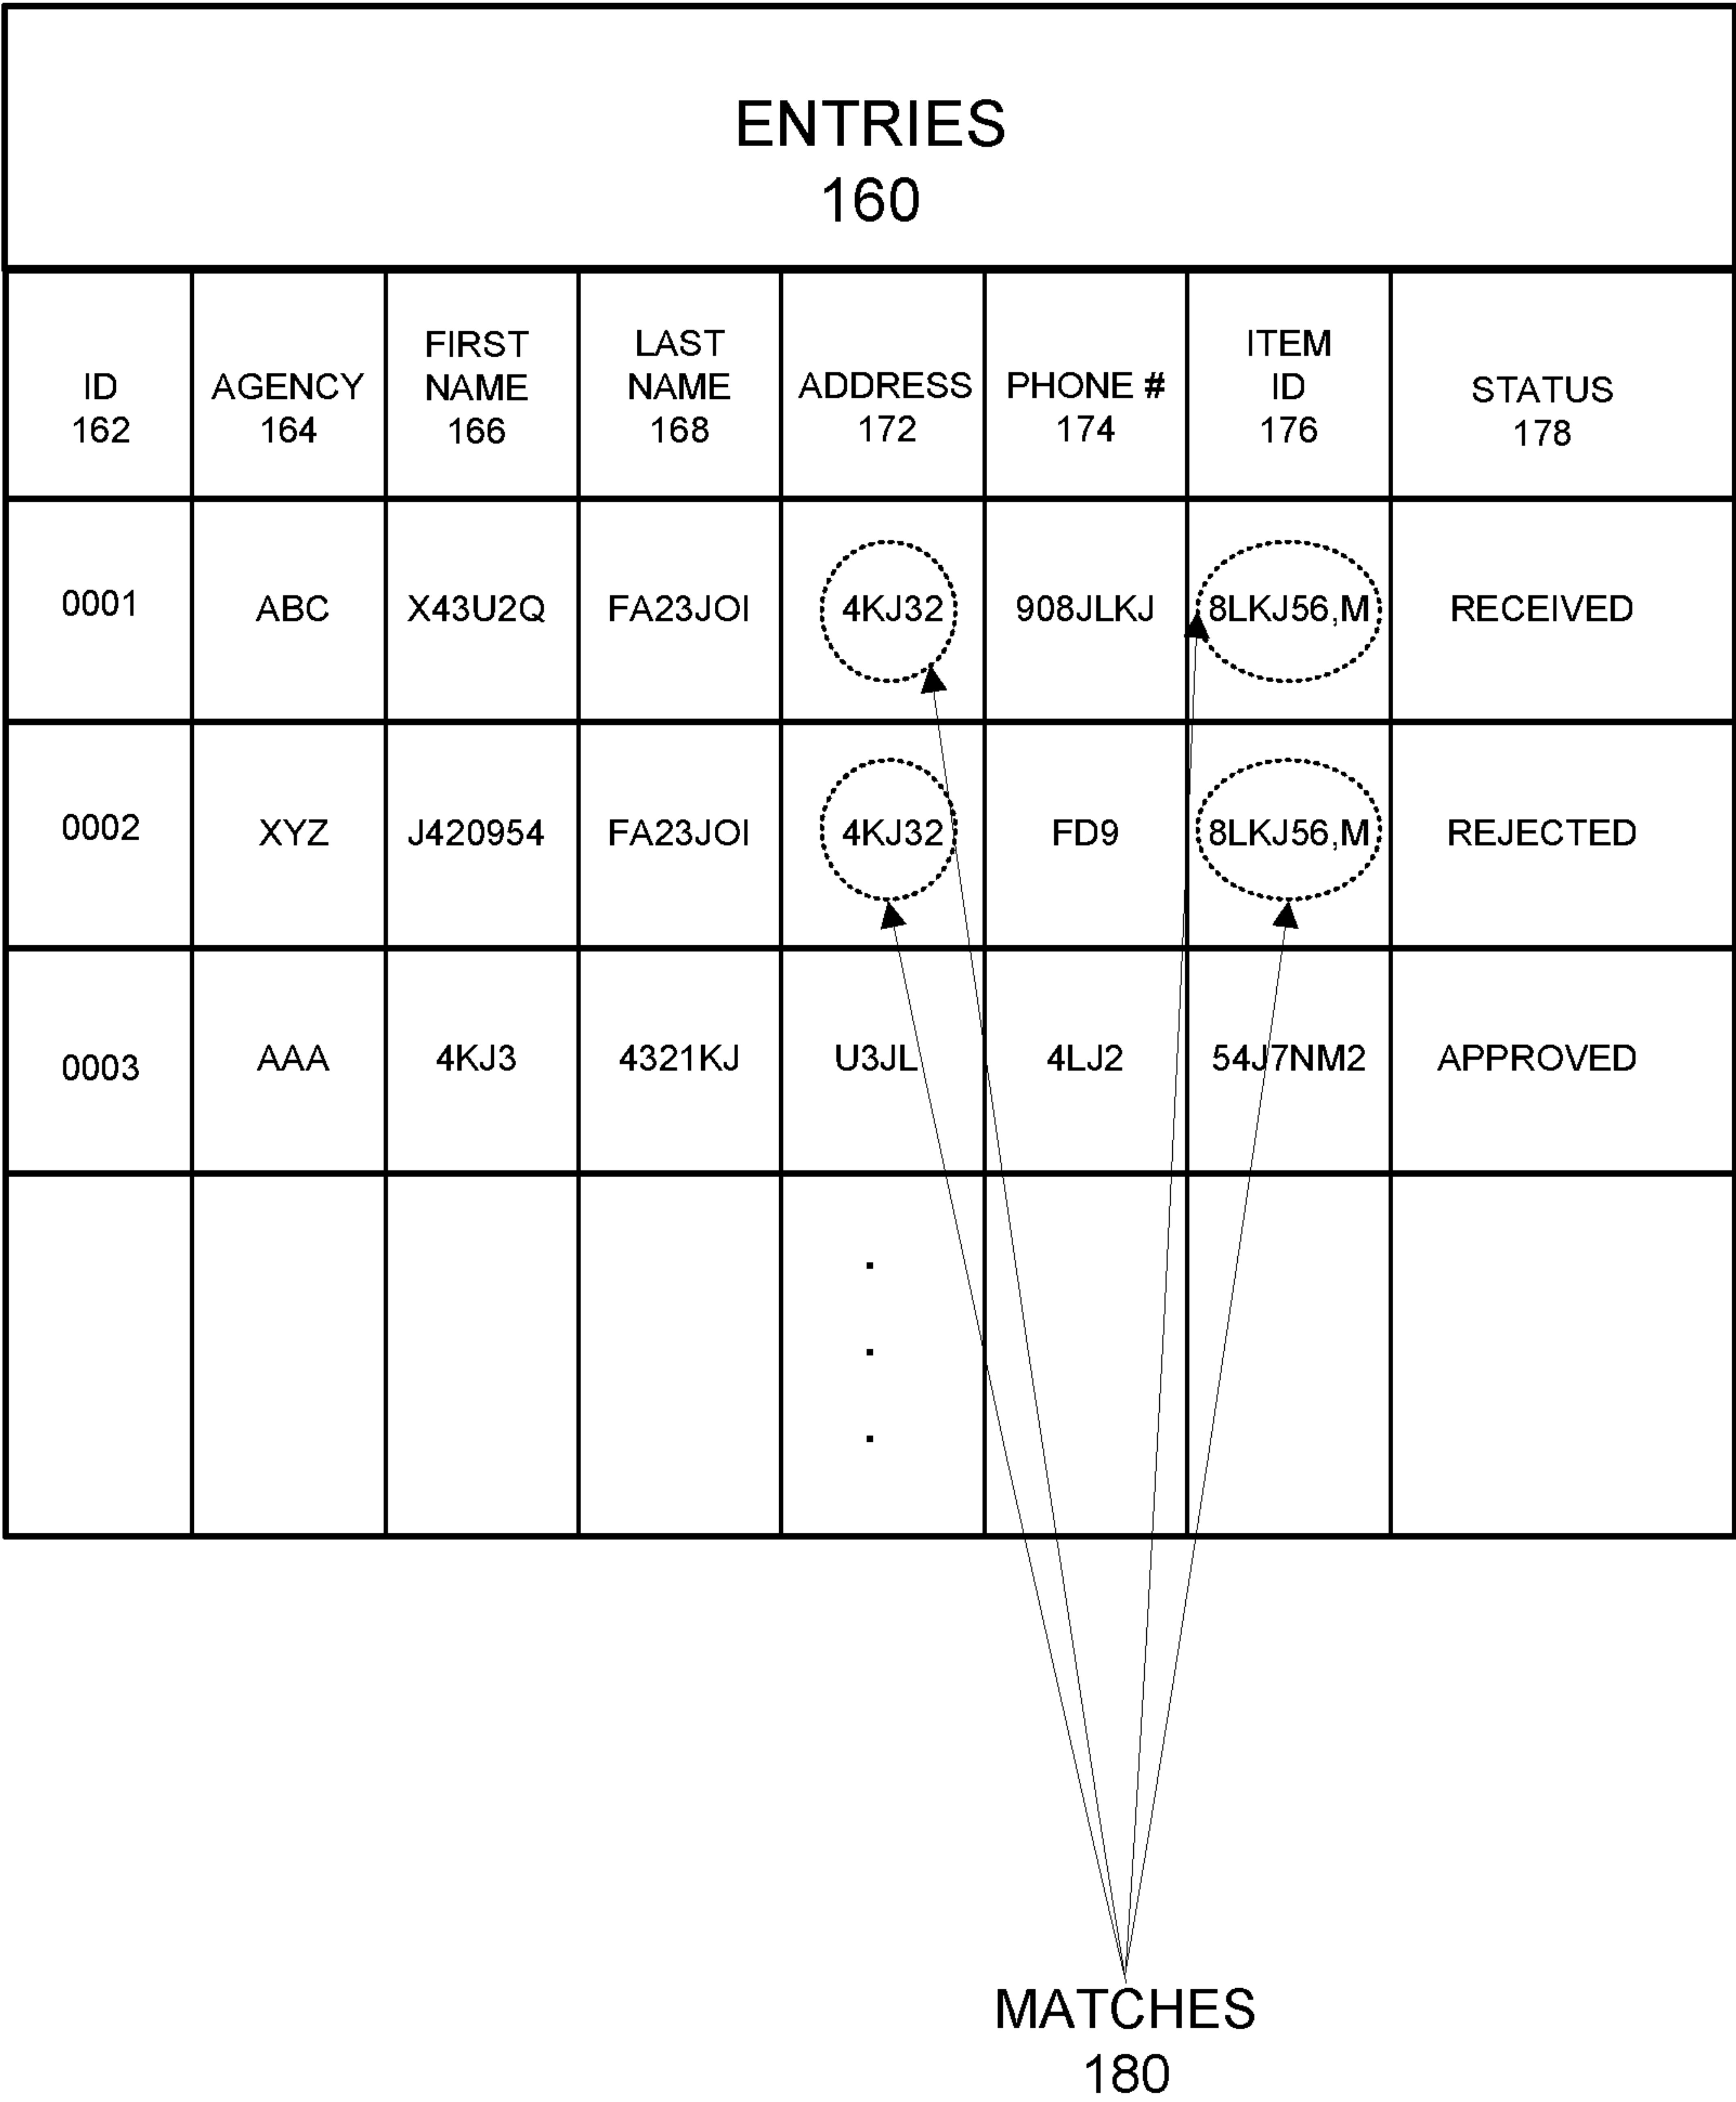 ENTRIES
160
ID
162
AGENCY
164
FIRST
NAME
166
LAST
NAME
168
ADDRESS
172
PHONE #
174
ITEM
ID
176
STATUS
178
0001 ABC X43U2Q FA23JOI 4KJ32 908JLKJ 8LKJ56,M RECEIVED
0002 XYZ J420954 FA23JOI 4KJ32 FD9 8LKJ56,M REJECTED
0003 AAA 4KJ3 4321KJ U3JL 4LJ2 54J7NM2 APPROVED
.
.
.
MATCHES
180